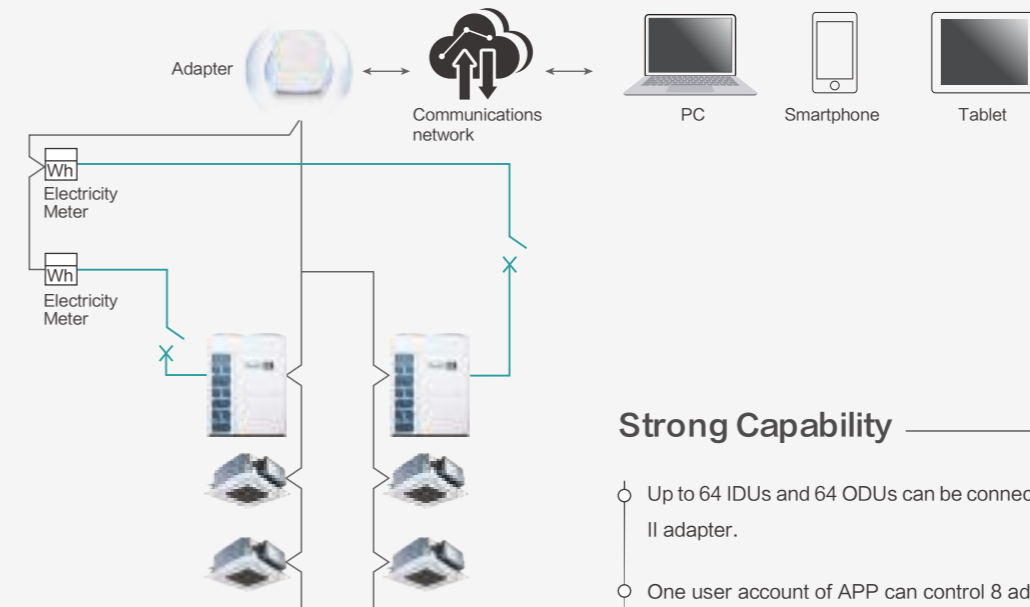 Adapter
Communications
network
PC
Smartphone
Tablet
Wh
Electricity
Meter
Wh
Electricity
Meter
Strong Capability
Up to 64 IDUs and 64 ODUs can be connec
II adapter.
One user account of APP can control 8 ad